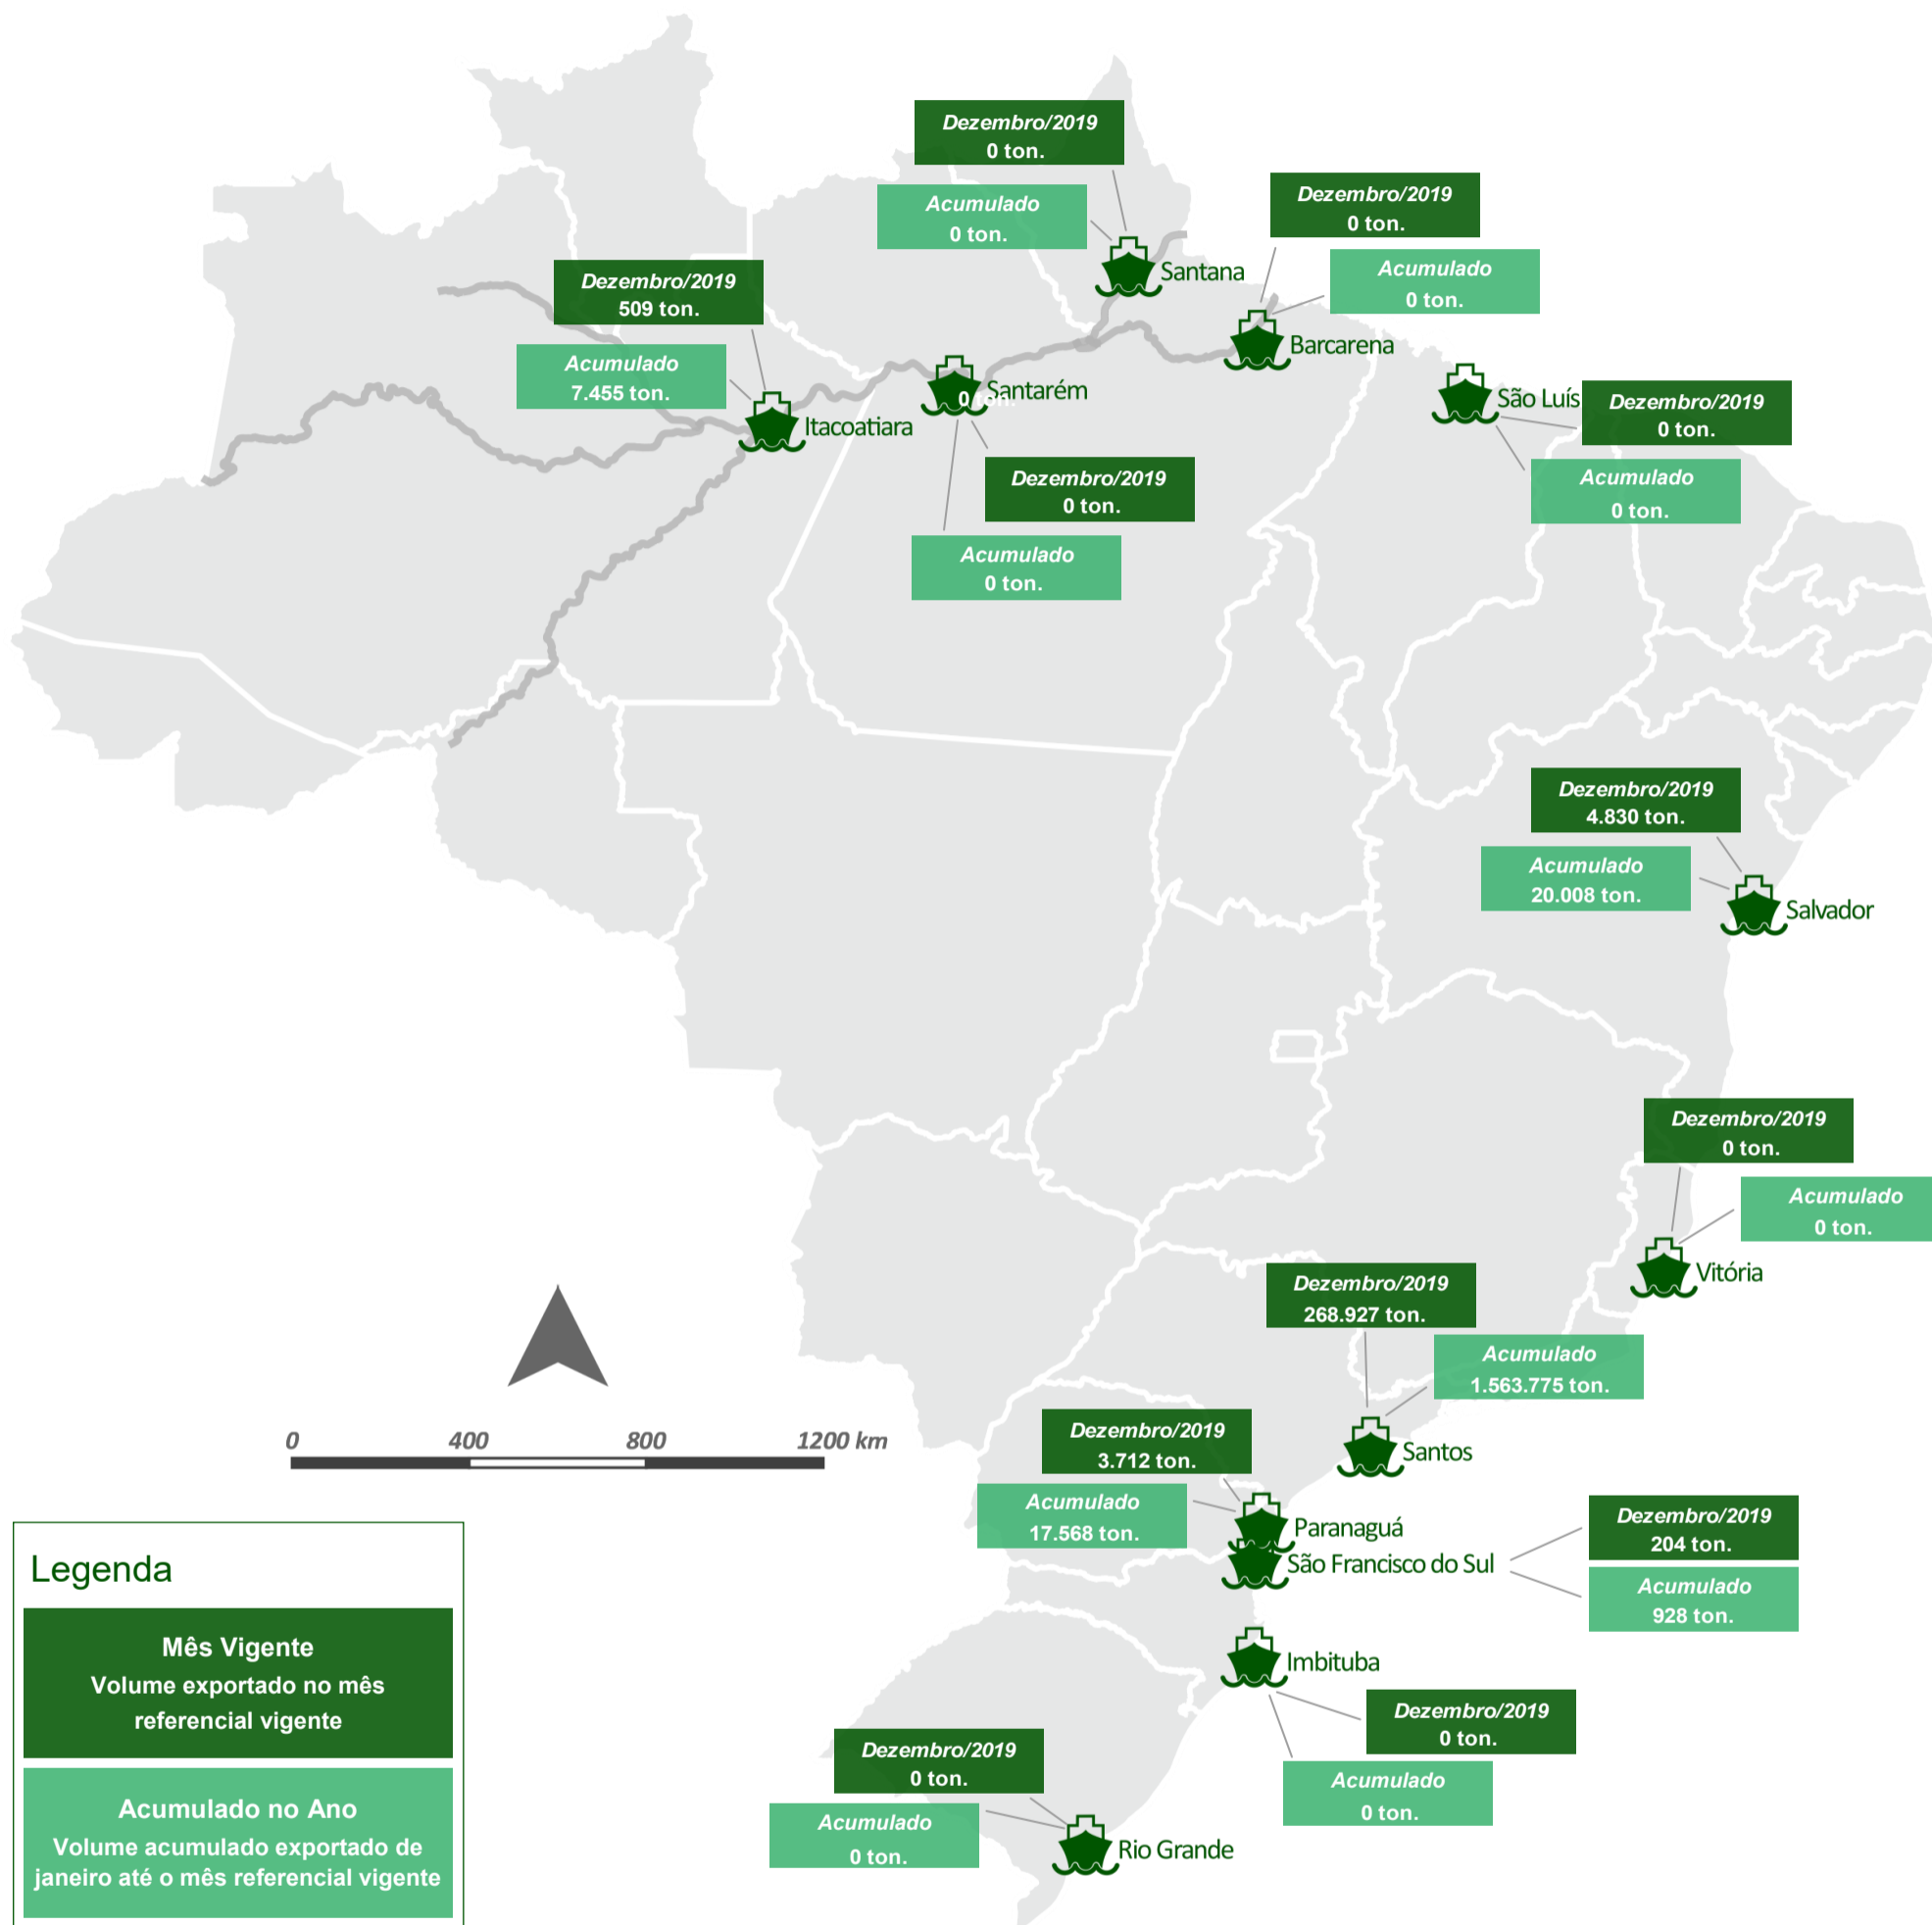 Dezembro/2019
0 ton.
Acumulado
0 ton.
Santana
Dezembro/2019
0 ton.
Acumulado
0 ton.
Barcarena
Dezembro/2019
509 ton.
Acumulado
7.455 ton.
Itacoatiara
Santarém
0 ton.
Dezembro/2019
0 ton.
Acumulado
0 ton.
São Luís
Dezembro/2019
0 ton.
Acumulado
0 ton.
Dezembro/2019
4.830 ton.
Acumulado
20.008 ton.
Salvador
Dezembro/2019
0 ton.
Acumulado
0 ton.
Vitória
Dezembro/2019
268.927 ton.
Acumulado
1.563.775 ton.
Santos
0 400 800 1200 km
Dezembro/2019
3.712 ton.
Acumulado
17.568 ton.
Paranaguá
São Francisco do Sul
Dezembro/2019
204 ton.
Acumulado
928 ton.
Imbituba
Dezembro/2019
0 ton.
Acumulado
0 ton.
Dezembro/2019
0 ton.
Acumulado
0 ton.
Rio Grande
Legenda
Mês Vigente
Volume exportado no mês
referencial vigente
Acumulado no Ano
Volume acumulado exportado de
janeiro até o mês referencial vigente